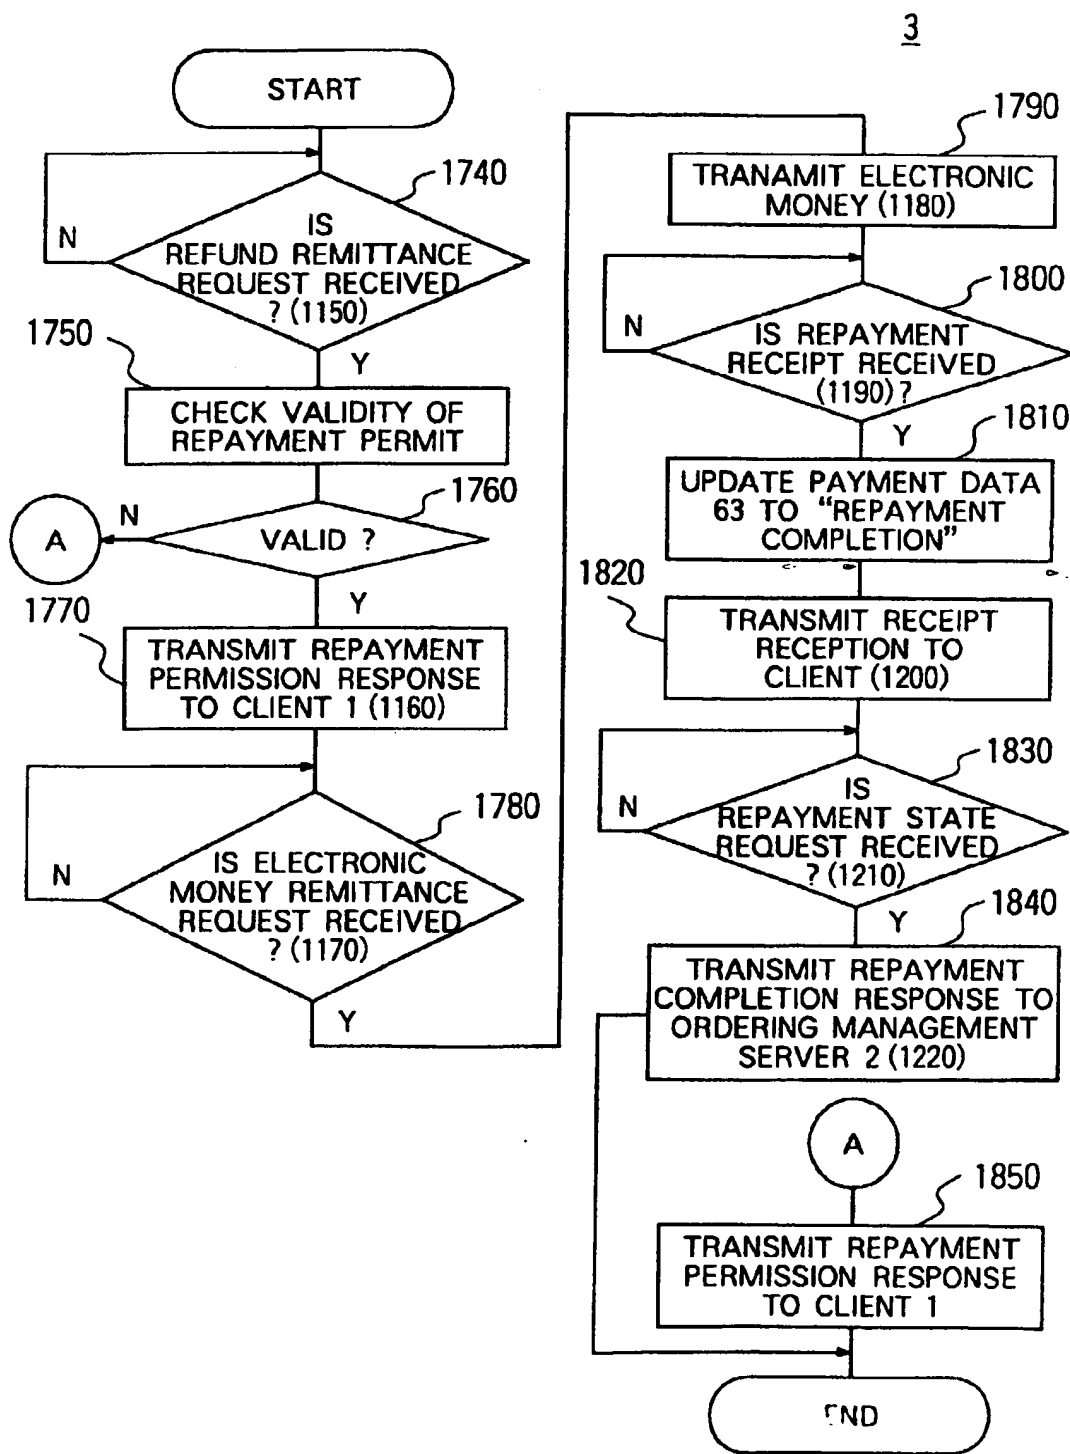 3
START
1740
IS
REFUND REMITTANCE
REQUEST RECEIVED
? (1150)
N
Y
1750
CHECK VALIDITY OF
REPAYMENT PERMIT
1760
VALID ?
N
A
Y
1770
TRANSMIT REPAYMENT
PERMISSION RESPONSE
TO CLIENT 1 (1160)
1780
IS ELECTRONIC
MONEY REMITTANCE
REQUEST RECEIVED
? (1170)
N
Y
1790
TRANAMIT ELECTRONIC
MONEY (1180)
1800
IS REPAYMENT
RECEIPT RECEIVED
(1190) ?
N
Y
1810
UPDATE PAYMENT DATA
63 TO "REPAYMENT
COMPLETION"
1820
TRANSMIT RECEIPT
RECEPTION TO
CLIENT (1200)
1830
IS
REPAYMENT STATE
REQUEST RECEIVED
? (1210)
N
Y
1840
TRANSMIT REPAYMENT
COMPLETION RESPONSE TO
ORDERING MANAGEMENT
SERVER 2 (1220)
A
1850
TRANSMIT REPAYMENT
PERMISSION RESPONSE
TO CLIENT 1
END